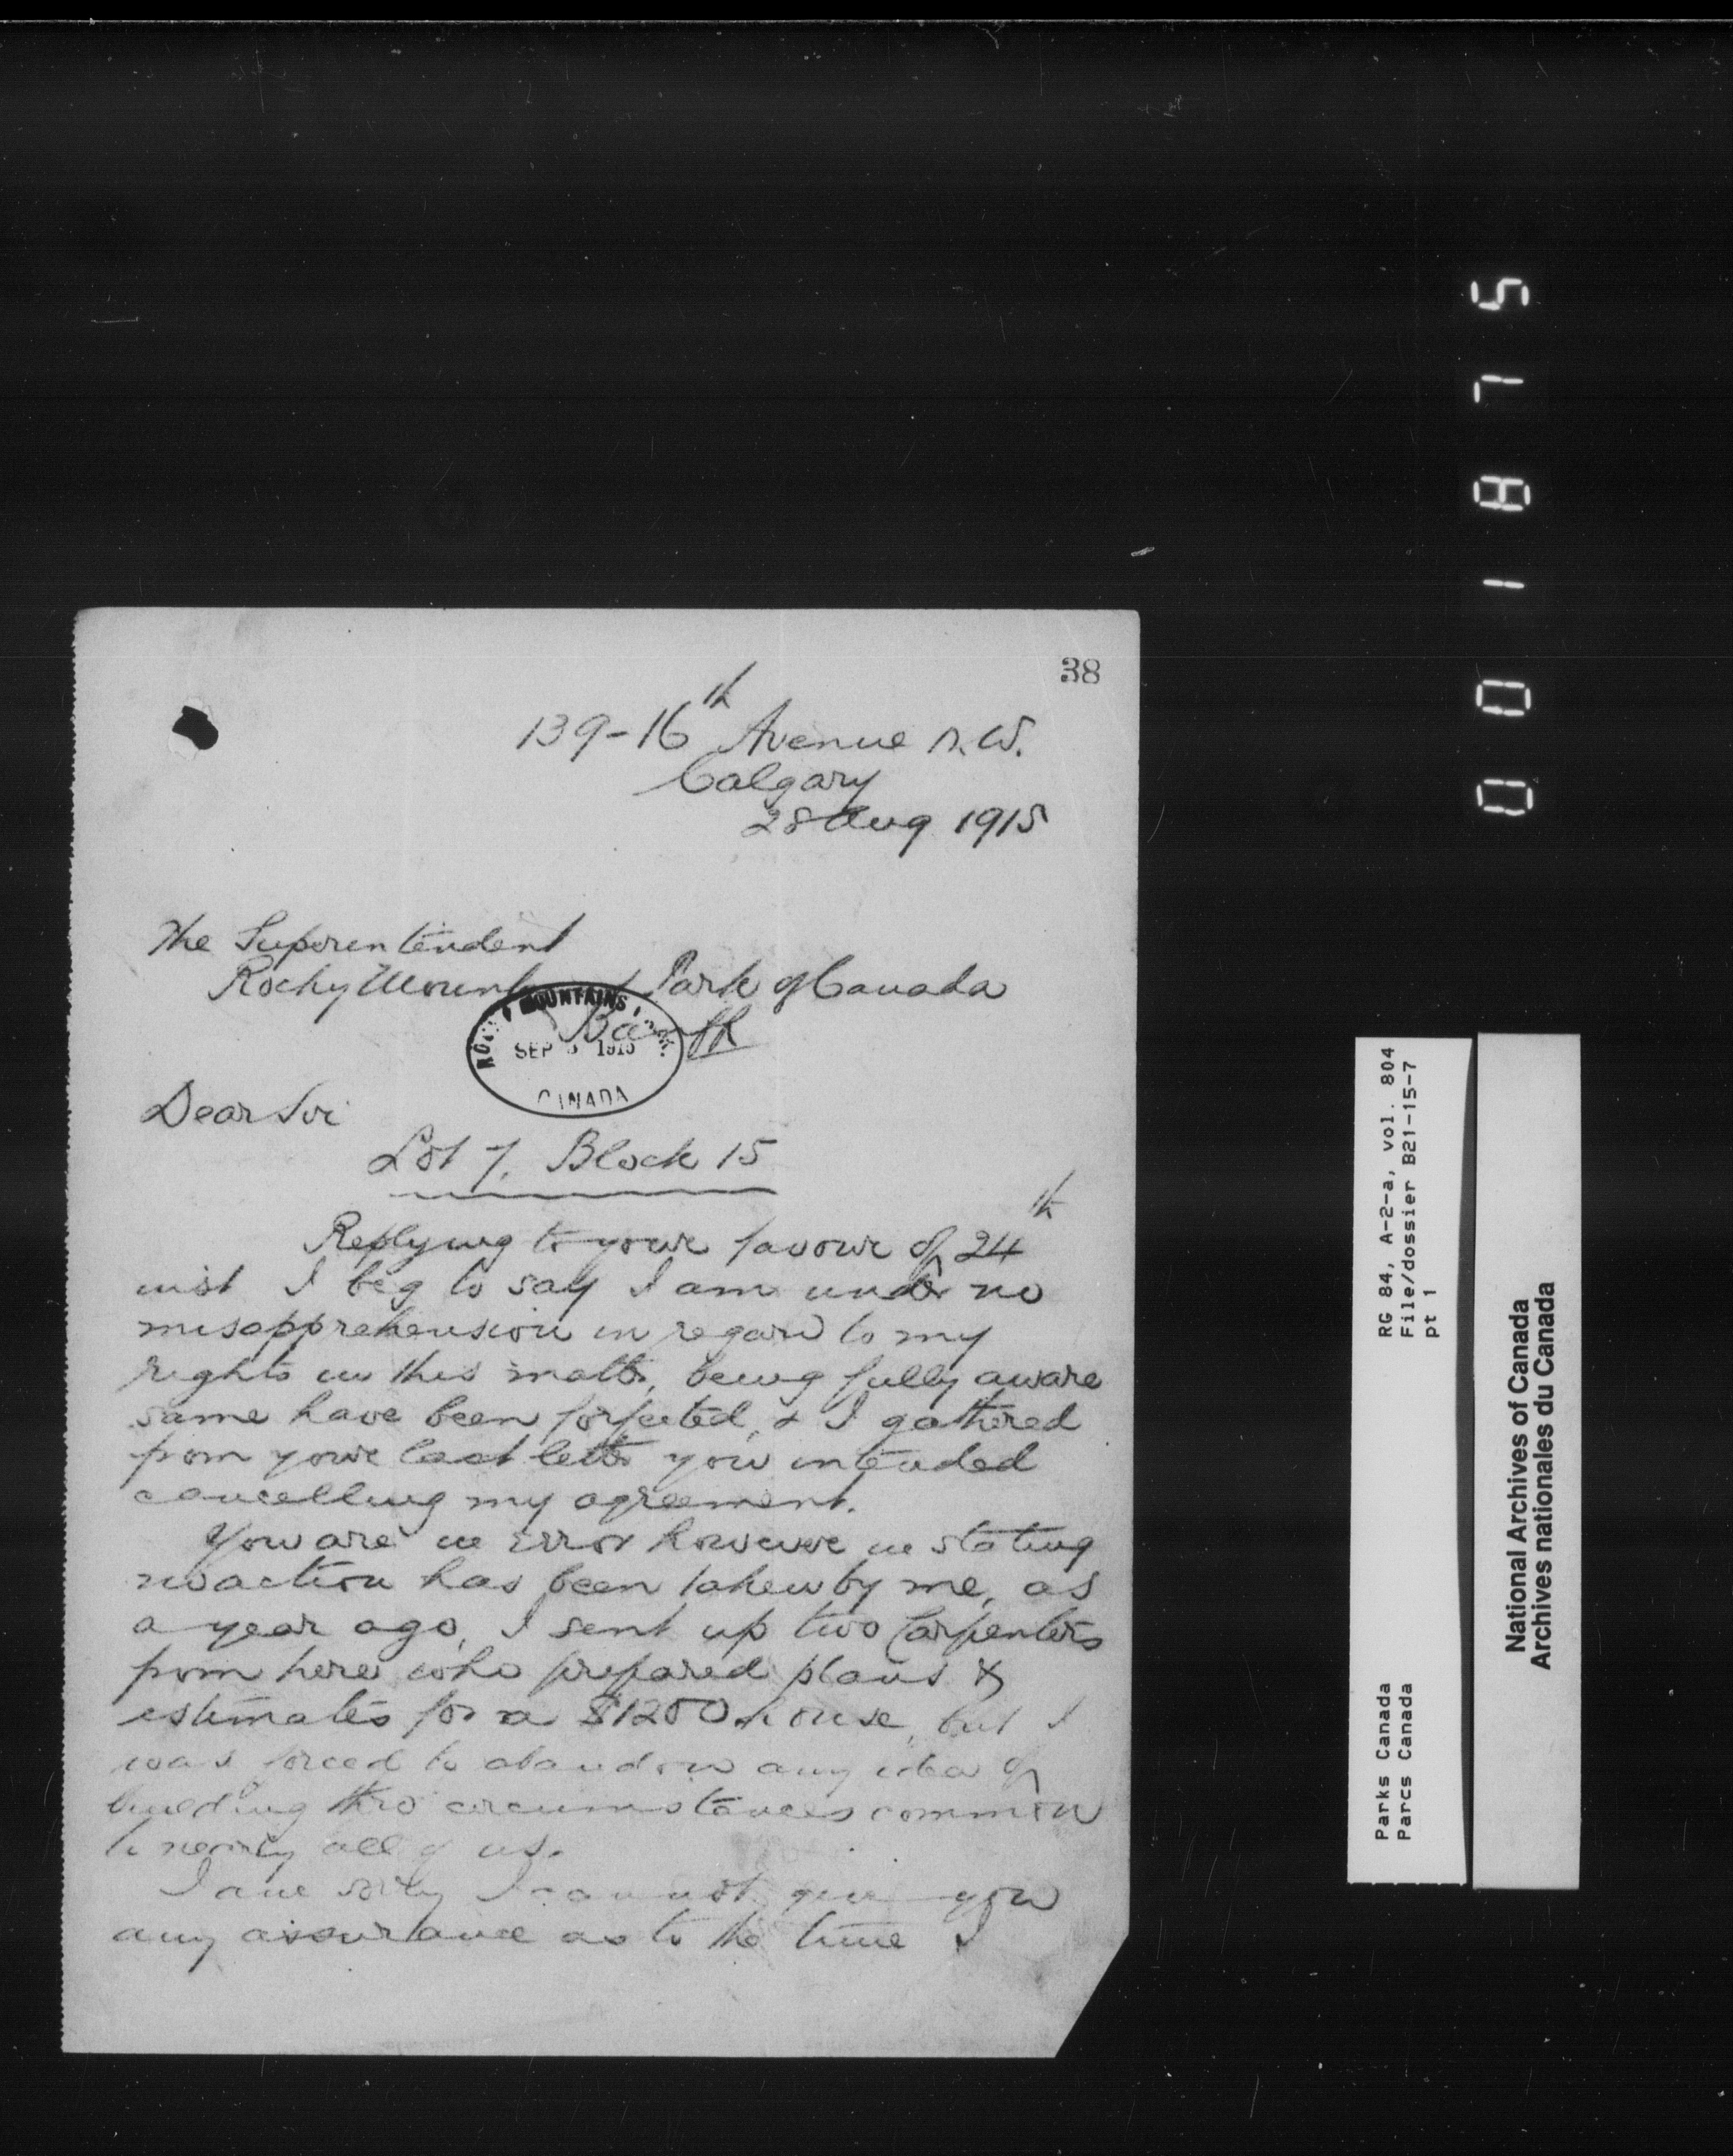 38
139-16th Avenue N.W.
Calgary
28 Aug 1915
The Superintendent
Rocky Mount Park of Canada
Banff
ROCKY MOUNTAINS PARK
SEP 1915
CANADA
Dear Sir
Lot 7, Block 15
Replying to your favour of 24th
inst I beg to say I am under no
misapprehension in regard to my
rights in this matter, being fully aware
same have been forfeited, & I gathered
from your last letter you intended
cancelling my agreement.
You are in error however in stating
no action has been taken by me, as
a year ago, I sent up two Carpenters
from here who prepared plans &
estimates for a $1200 house, but I
was forced to abandon any idea of
building thro' circumstances common
to nearly all of us.
I am sorry I cannot give you
any assurance as to the time I
001875
RG 84, A-2-a, vol. 804
File/dossier B21-15-7
pt 1
Parks Canada
Parcs Canada
National Archives of Canada
Archives nationales du Canada